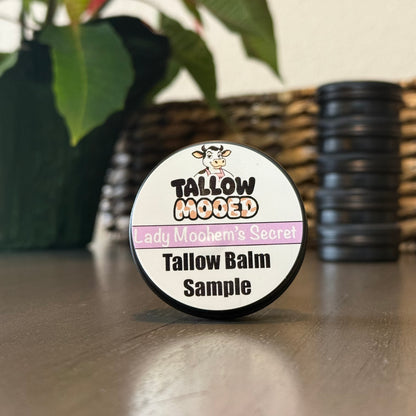 TALLOW
MOOED
Lady Moohem's Secret
Tallow Balm
Sample